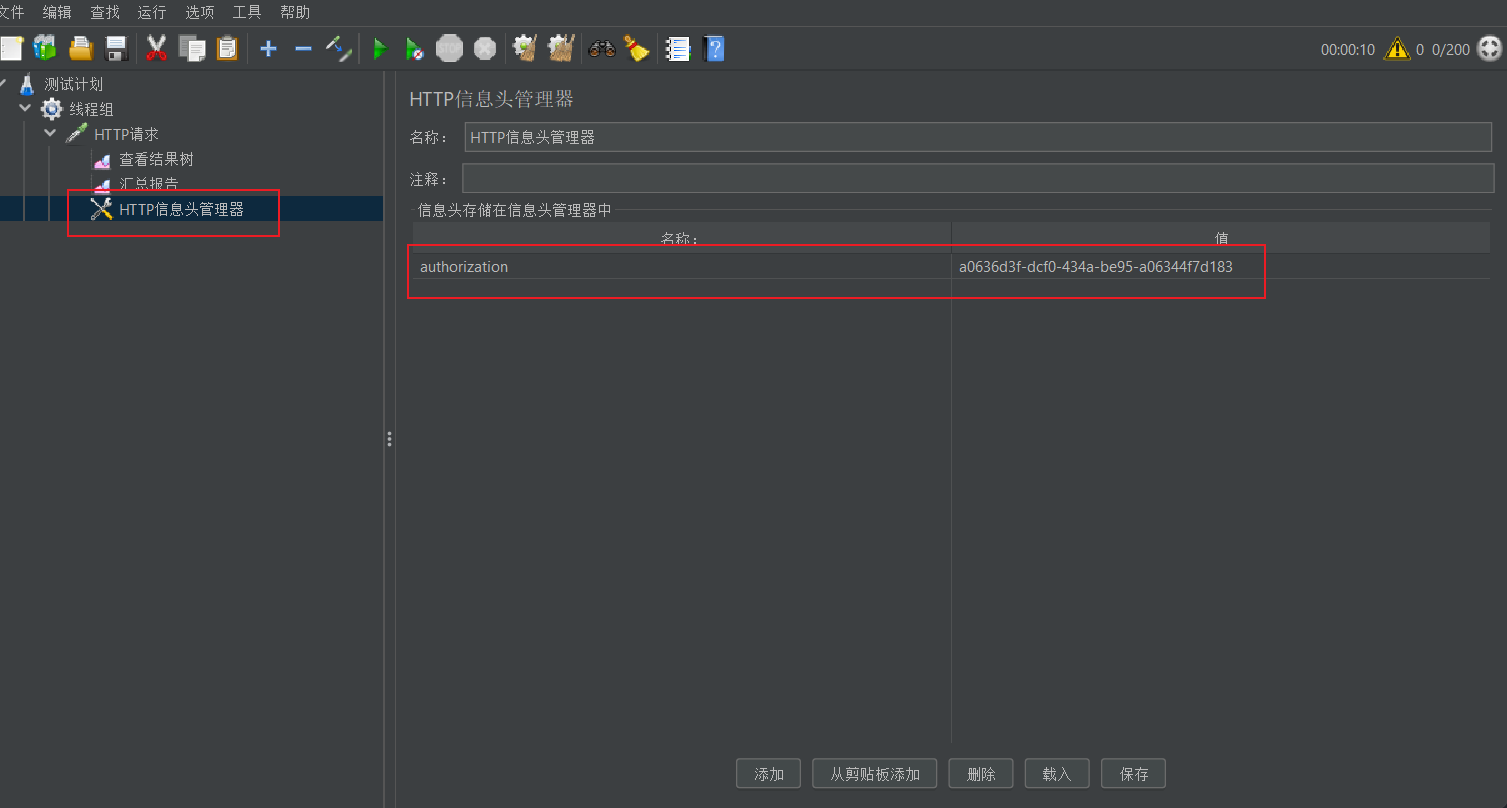 文件 编辑 查找 运行 选项 工具 帮助
STOP
00:00:10 0 0/200
测试计划
线程组
HTTP请求
查看结果树
汇总报告
HTTP信息头管理器
HTTP信息头管理器
名称： HTTP信息头管理器
注释：
信息头存储在信息头管理器中
名称： 值
authorization a0636d3f-dcf0-434a-be95-a06344f7d183
添加 从剪贴板添加 删除 载入 保存